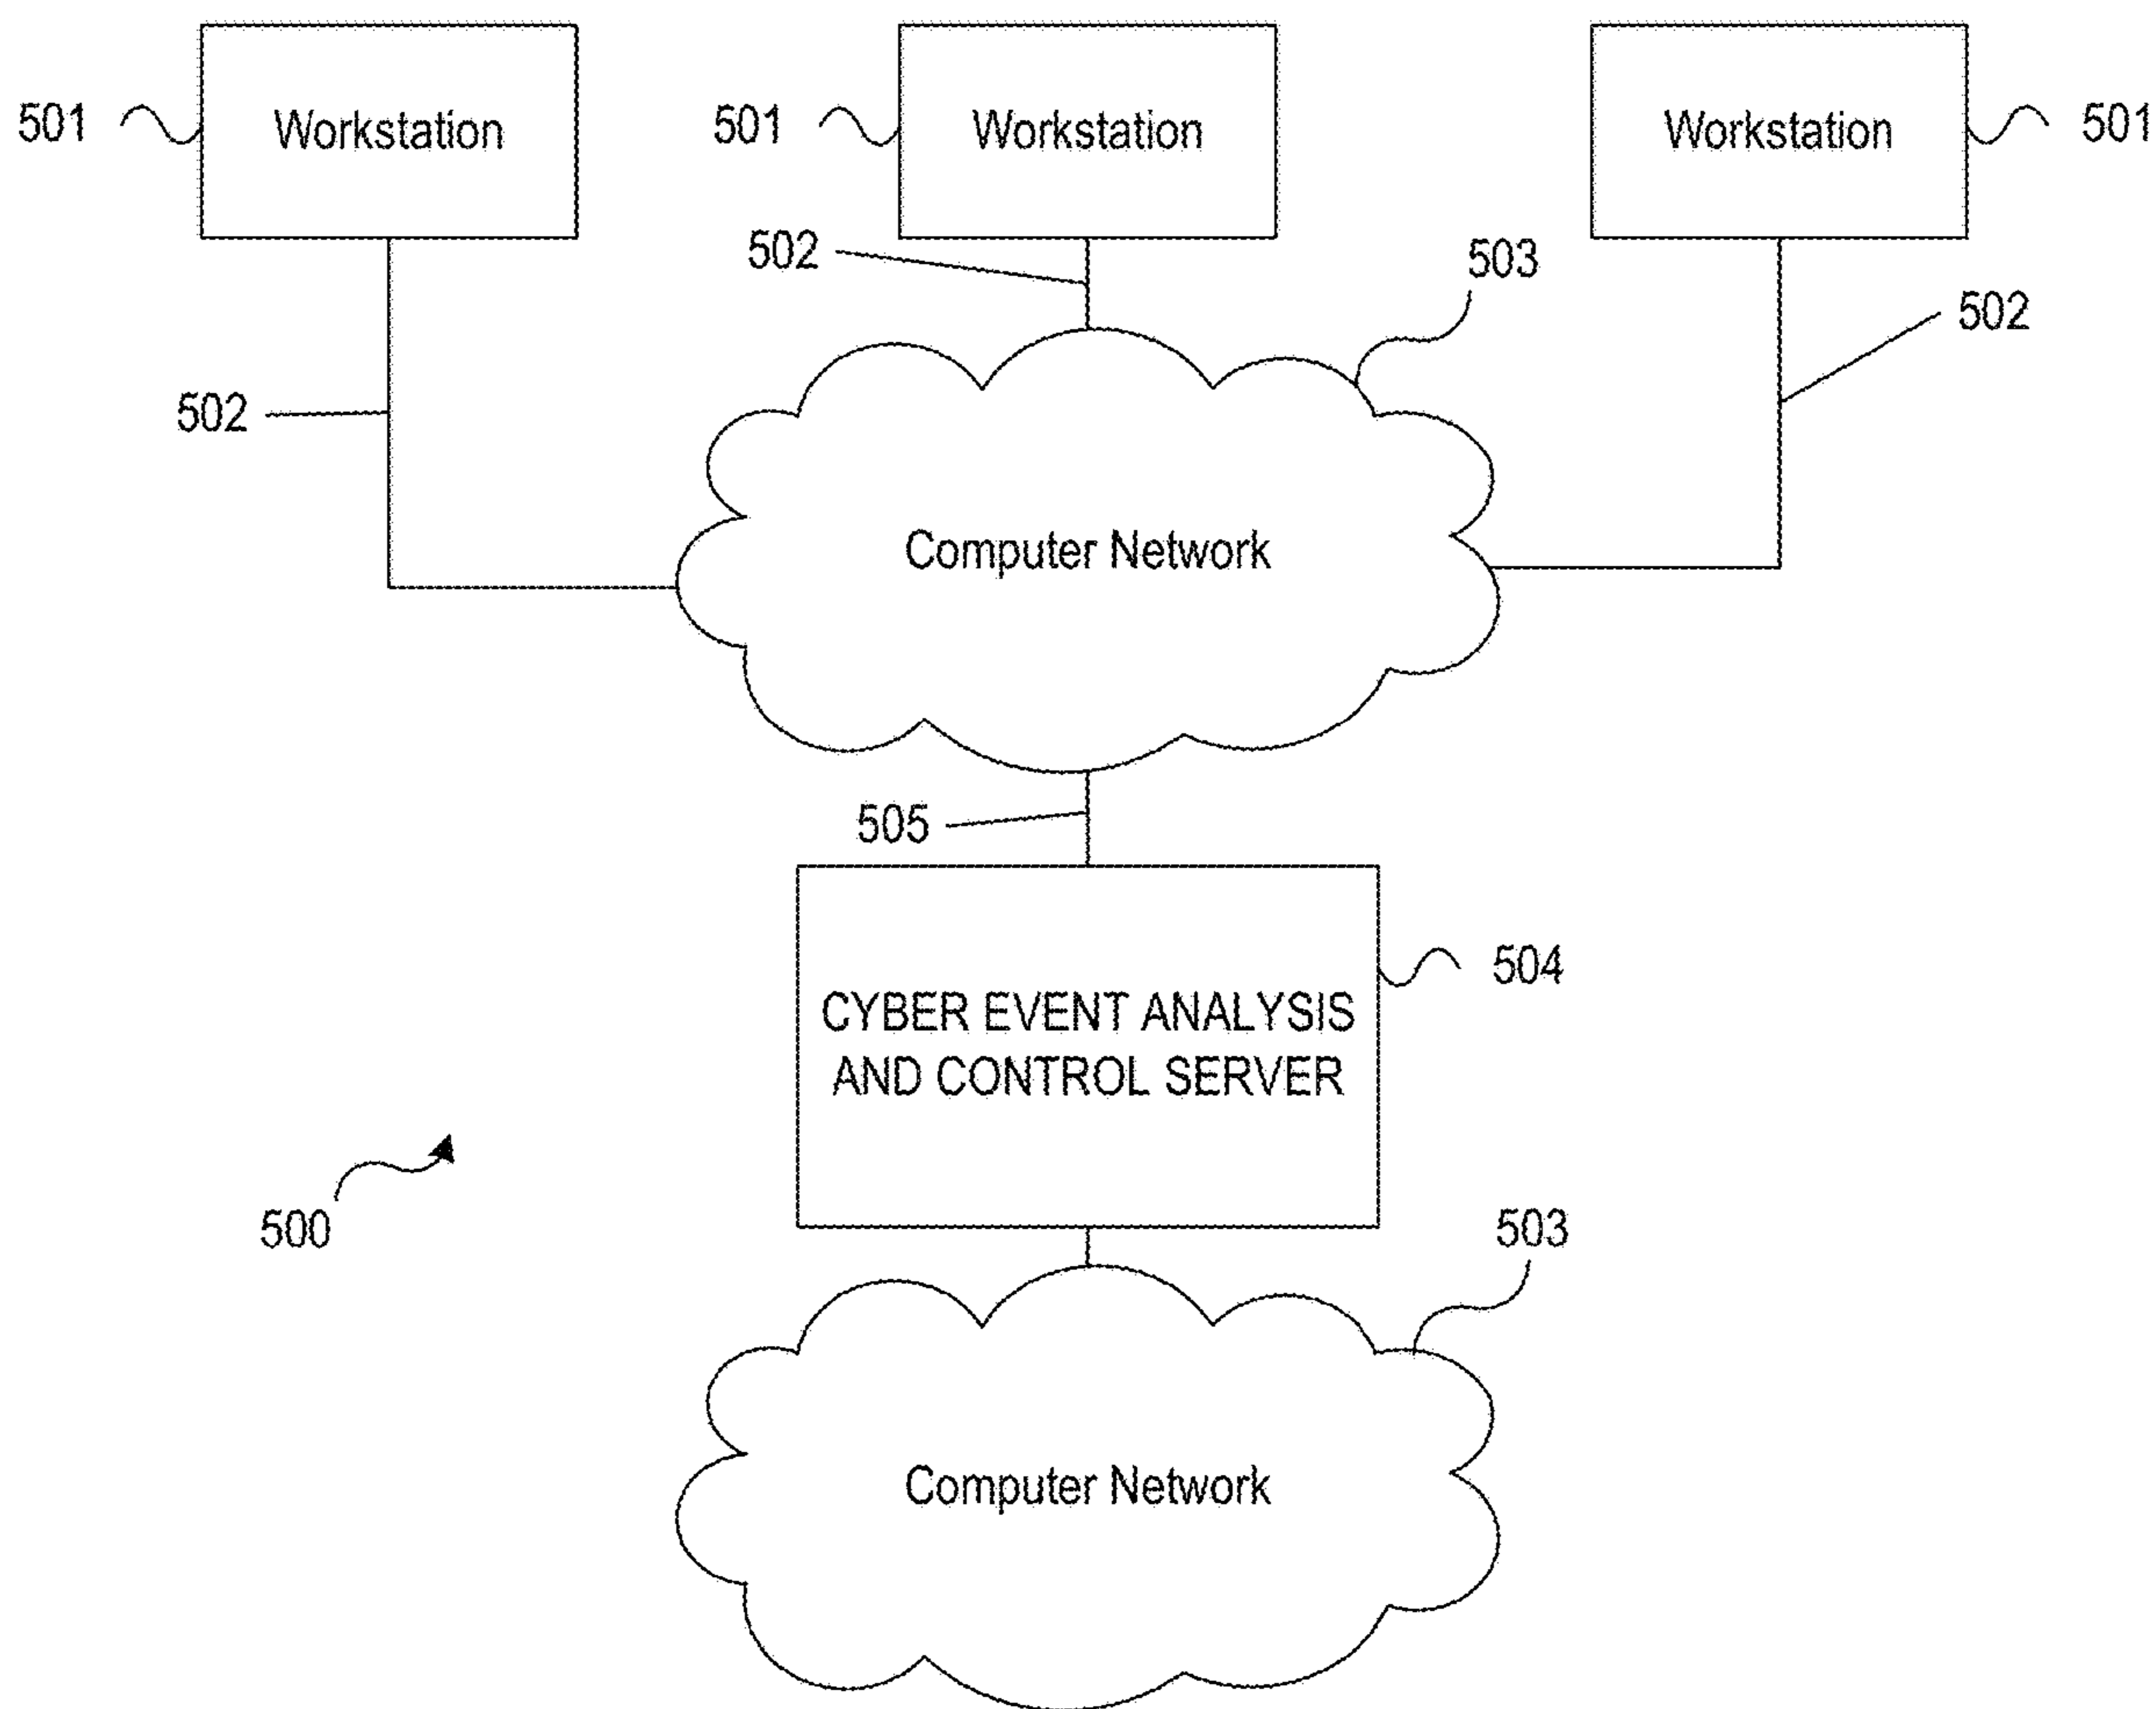 501
Workstation
501
Workstation
Workstation
501
502
503
502
502
Computer Network
505
504
CYBER EVENT ANALYSIS
AND CONTROL SERVER
500
503
Computer Network